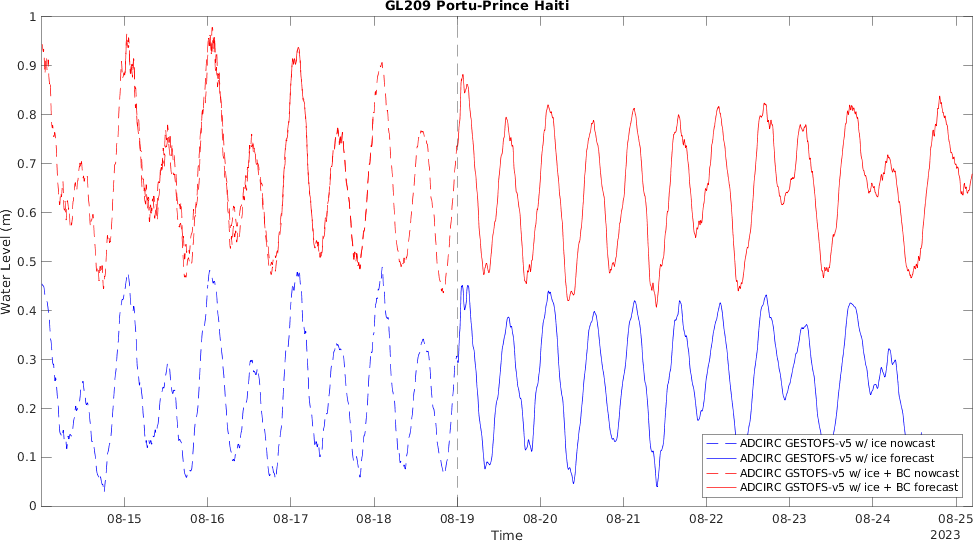 GL209 Portu-Prince Haiti
Water Level (m)
1
0.9
0.8
0.7
0.6
0.5
0.4
0.3
0.2
0.1
0
ADCIRC GESTOFS-v5 w/ ice nowcast
ADCIRC GESTOFS-v5 w/ ice forecast
ADCIRC GSTOFS-v5 w/ ice + BC nowcast
ADCIRC GSTOFS-v5 w/ ice + BC forecast
08-15 08-16 08-17 08-18 08-19 08-20 08-21 08-22 08-23 08-24 08-25
Time
2023